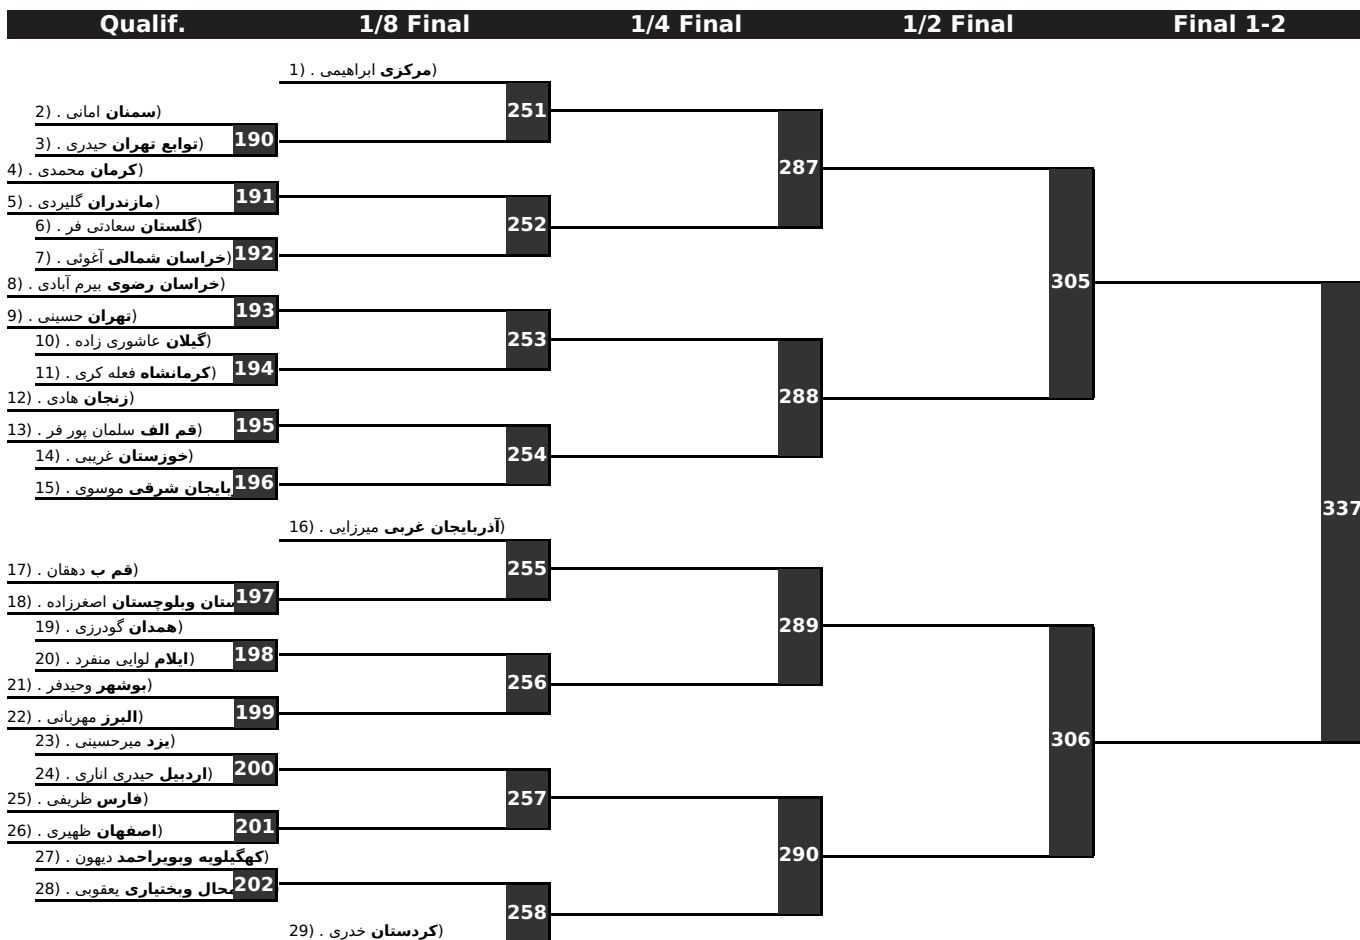 Qualif. 1/8 Final 1/4 Final 1/2 Final Final 1-2
1) . ابراهیمی مرکزی)
251
2) . امانی سمنان)
190
3) . حیدری توابع تهران)
4) . محمدی کرمان)
287
191
5) . گلیردی مازندران)
252
6) . سعادتی فر گلستان)
192
7) . آغوئی خراسان شمالی)
8) . بیرم آبادی خراسان رضوی)
305
193
9) . حسینی تهران)
253
10) . عاشوری زاده گیلان)
194
11) . فعله کری کرمانشاه)
12) . هادی زنجان)
288
195
13) . سلمان پور فر قم الف)
254
14) . غریبی خوزستان)
196
15) . موسوی شرقی
337
16) . میرزایی آذربایجان غربی)
255
17) . دهقان قم ب)
197
18) . اصغرزاده وبلوچستان
19) . گودرزی همدان)
289
198
20) . لوایی منفرد ایلام)
256
21) . وحیدفر بوشهر)
199
22) . مهربانی البرز)
23) . میرحسینی یزد)
306
200
24) . حیدری اناری اردبیل)
257
25) . ظریفی فارس)
201
26) . ظهیری اصفهان)
27) . دیهون کهگیلویه وبویراحمد)
290
202
28) . یعقوبی وبختیاری
258
29) . خدری کردستان)